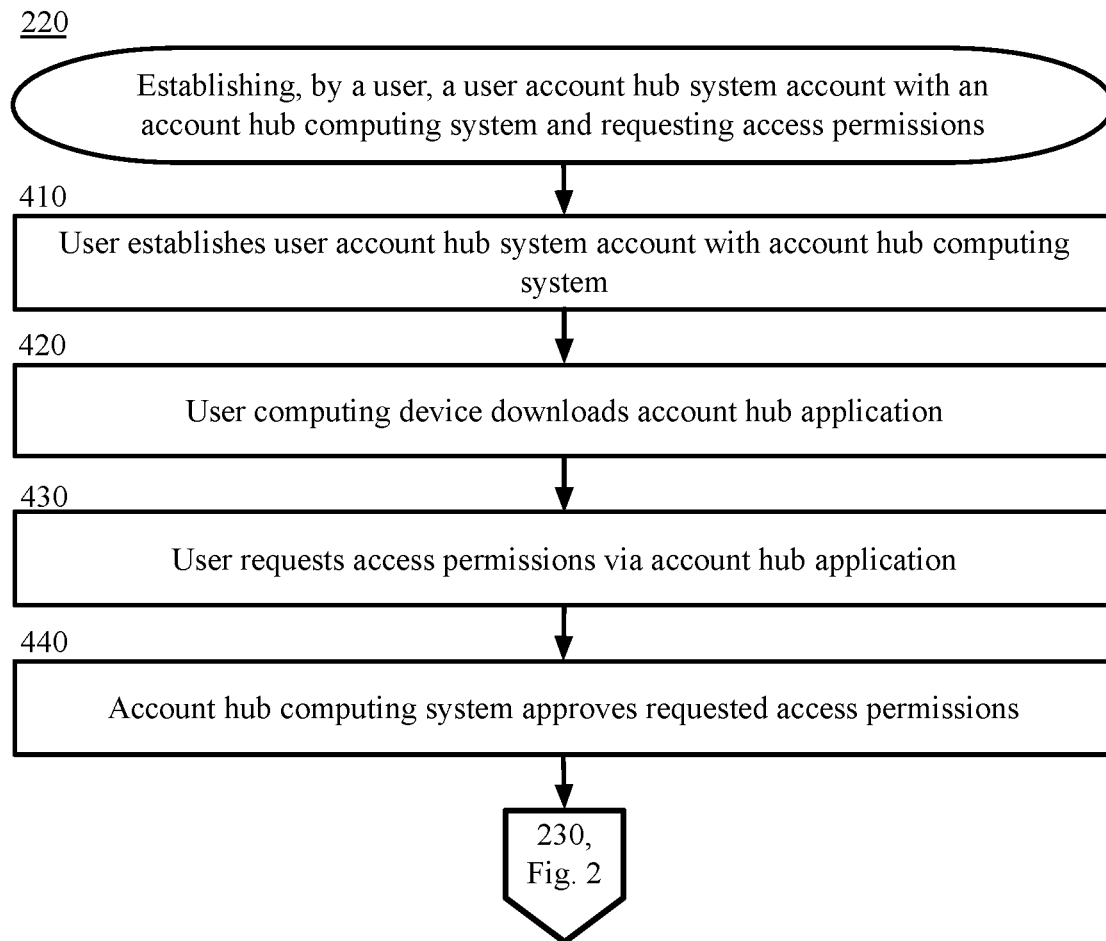 220
Establishing, by a user, a user account hub system account with an
account hub computing system and requesting access permissions
410
User establishes user account hub system account with account hub computing
system
420
User computing device downloads account hub application
430
User requests access permissions via account hub application
440
Account hub computing system approves requested access permissions
230,
Fig. 2